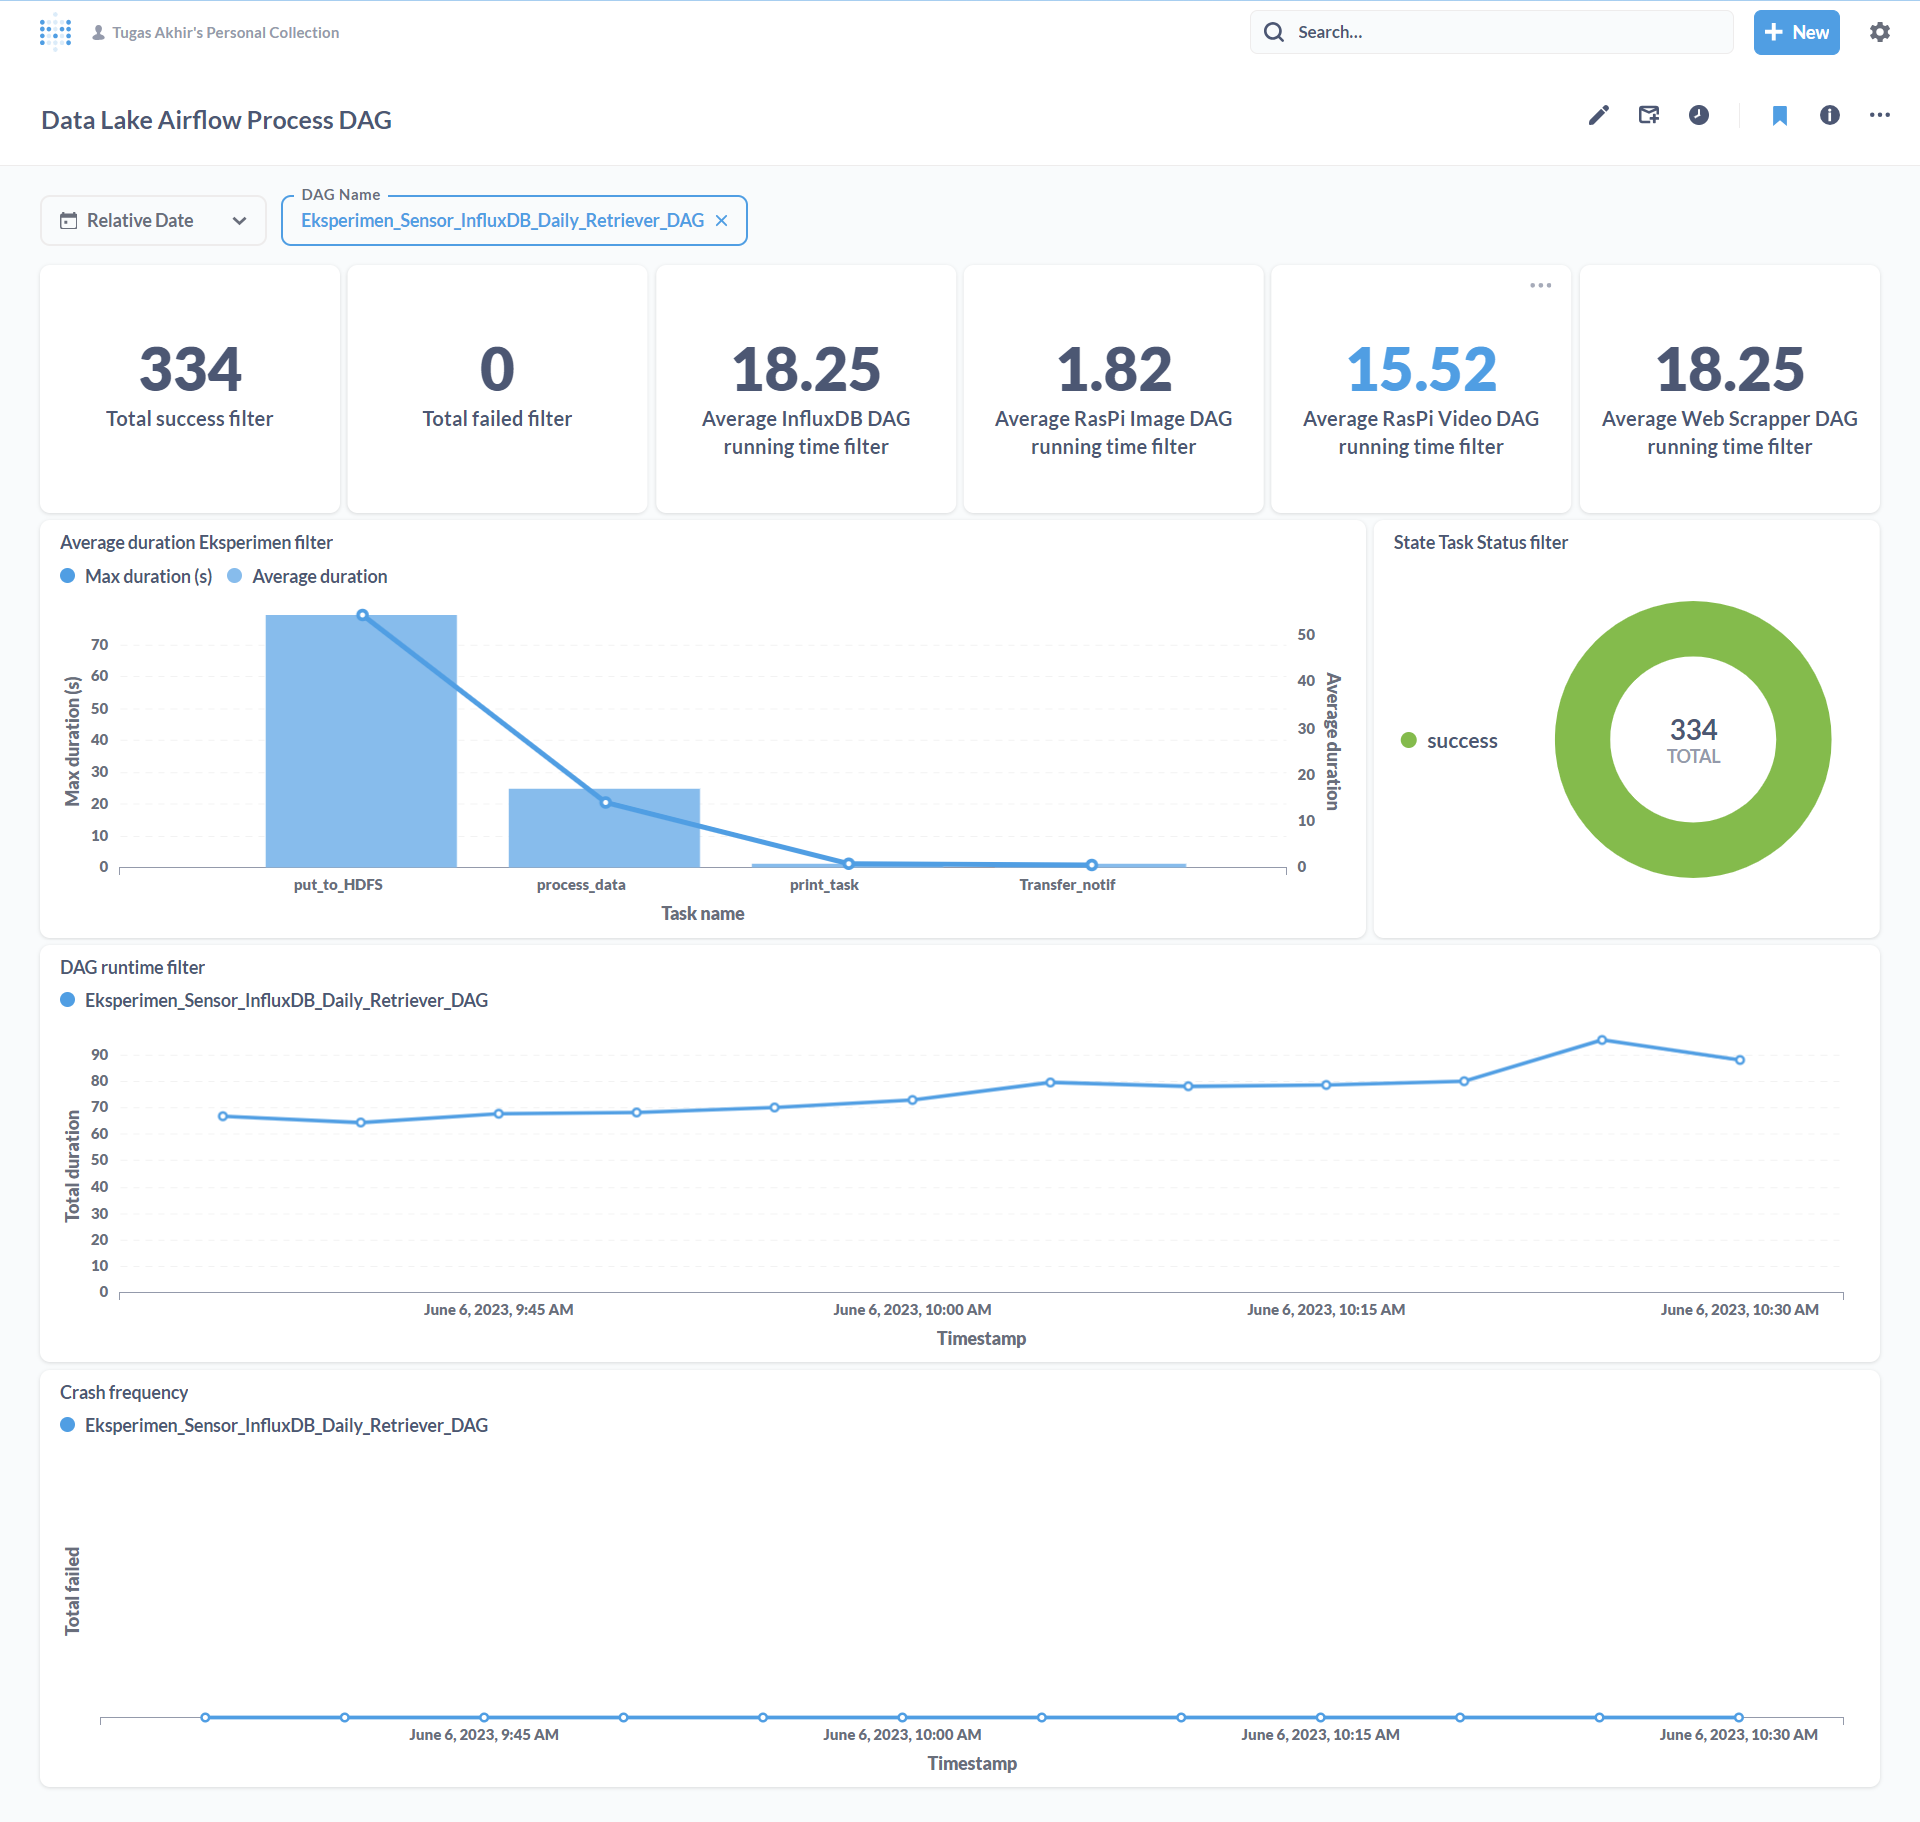 Tugas Akhir's Personal Collection
Search...
New
Data Lake Airflow Process DAG
Relative Date
DAG Name
Eksperimen_Sensor_InfluxDB_Daily_Retriever_DAG
334
Total success filter
0
Total failed filter
18.25
Average InfluxDB DAG
running time filter
1.82
Average RasPi Image DAG
running time filter
15.52
Average RasPi Video DAG
running time filter
18.25
Average Web Scrapper DAG
running time filter
Average duration Eksperimen filter
Max duration (s)
Average duration
Max duration (s)
70
60
50
40
30
20
10
0
50
40
30
20
10
0
Average duration
put_to_HDFS
process_data
print_task
Transfer_notif
Task name
State Task Status filter
success
334
TOTAL
DAG runtime filter
Eksperimen_Sensor_InfluxDB_Daily_Retriever_DAG
Total duration
90
80
70
60
50
40
30
20
10
0
June 6, 2023, 9:45 AM
June 6, 2023, 10:00 AM
June 6, 2023, 10:15 AM
June 6, 2023, 10:30 AM
Timestamp
Crash frequency
Eksperimen_Sensor_InfluxDB_Daily_Retriever_DAG
Total failed
June 6, 2023, 9:45 AM
June 6, 2023, 10:00 AM
June 6, 2023, 10:15 AM
June 6, 2023, 10:30 AM
Timestamp